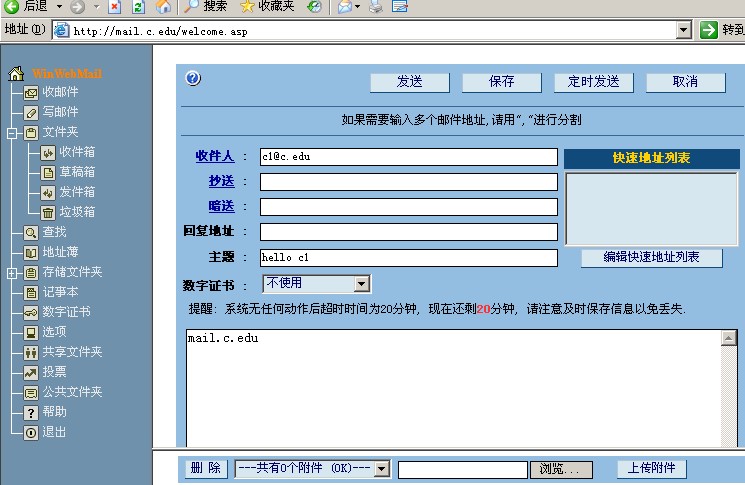 后退 搜索 收藏夹
地址(D) http://mail.c.edu/welcome.asp 转到
WinWebMail
收邮件
写邮件
文件夹
收件箱
草稿箱
发件箱
垃圾箱
查找
地址薄
存储文件夹
记事本
数字证书
选项
共享文件夹
投票
公共文件夹
帮助
退出
发送 保存 定时发送 取消
如果需要输入多个邮件地址,请用","进行分割
收件人 : c1@c.edu
抄送 :
暗送 :
回复地址 :
主题 : hello c1
数字证书 : 不使用
快速地址列表
编辑快速地址列表
提醒: 系统无任何动作后超时时间为20分钟, 现在还剩20分钟, 请注意及时保存信息以免丢失.
mail.c.edu
删 除 ---共有0个附件 (0K)--- 浏览... 上传附件